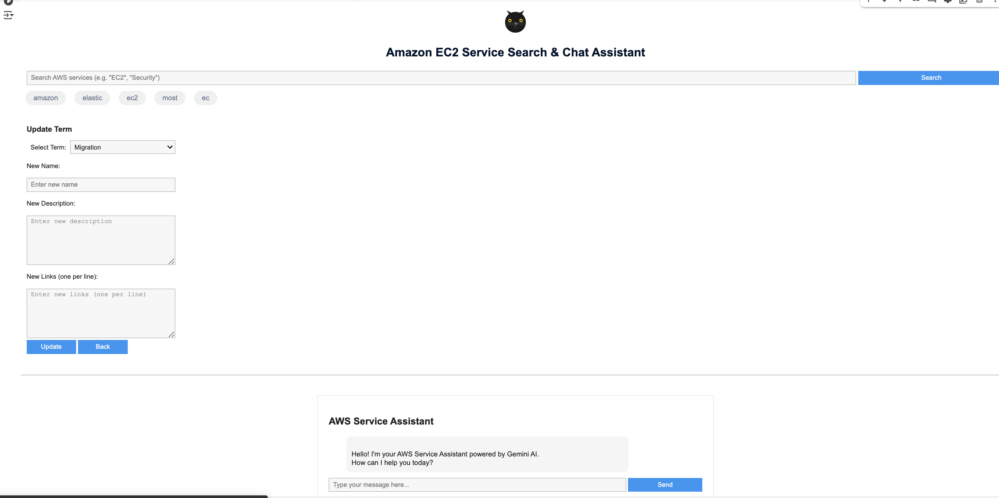 Amazon EC2 Service Search & Chat Assistant
Search AWS services (e.g. "EC2", "Security")
Search
amazon
elastic
ec2
most
ec
Update Term
Select Term:
Migration
New Name:
Enter new name
New Description:
Enter new description
New Links (one per line):
Enter new links (one per line)
Update
Back
AWS Service Assistant
Hello! I'm your AWS Service Assistant powered by Gemini AI.
How can I help you today?
Type your message here...
Send